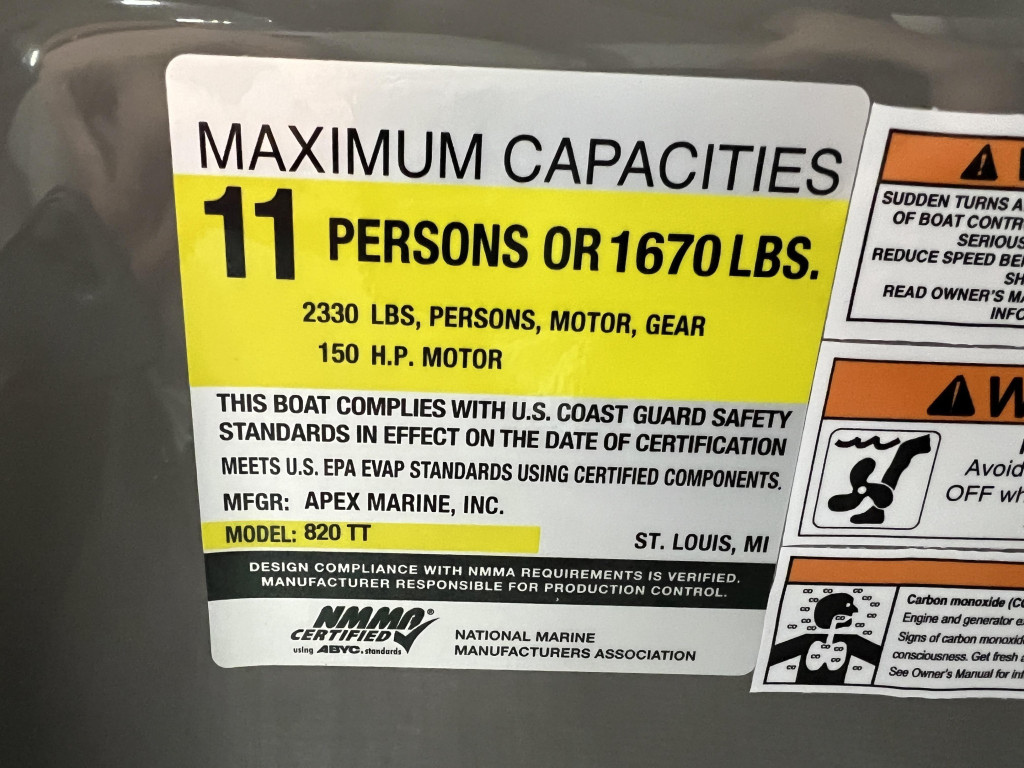 MAXIMUM CAPACITIES
11 PERSONS OR 1670 LBS.
2330 LBS, PERSONS, MOTOR, GEAR
150 H.P. MOTOR
THIS BOAT COMPLIES WITH U.S. COAST GUARD SAFETY
STANDARDS IN EFFECT ON THE DATE OF CERTIFICATION
MEETS U.S. EPA EVAP STANDARDS USING CERTIFIED COMPONENTS.
MFGR: APEX MARINE, INC.
MODEL: 820 TT
ST. LOUIS, MI
DESIGN COMPLIANCE WITH NMMA REQUIREMENTS IS VERIFIED.
MANUFACTURER RESPONSIBLE FOR PRODUCTION CONTROL.
NMMA®
CERTIFIED
using ABYC. standards
NATIONAL MARINE
MANUFACTURERS ASSOCIATION
SUDDEN TURNS
OF BOAT
SERIOUS
REDUCE SPEED
READ OWNER'S
Avoid
OFF
Carbon monoxide
Engine and generator
Signs of carbon
consciousness. Get fresh
See Owner's Manual for